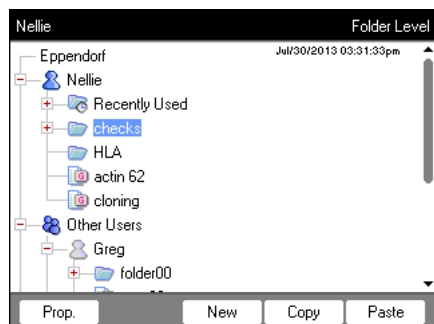 Nellie Folder Level
Eppendorf Jul/30/2013 03:31:33pm
Nellie
Recently Used
checks
HLA
actin 62
cloning
Other Users
Greg
folder00
Prop. New Copy Paste